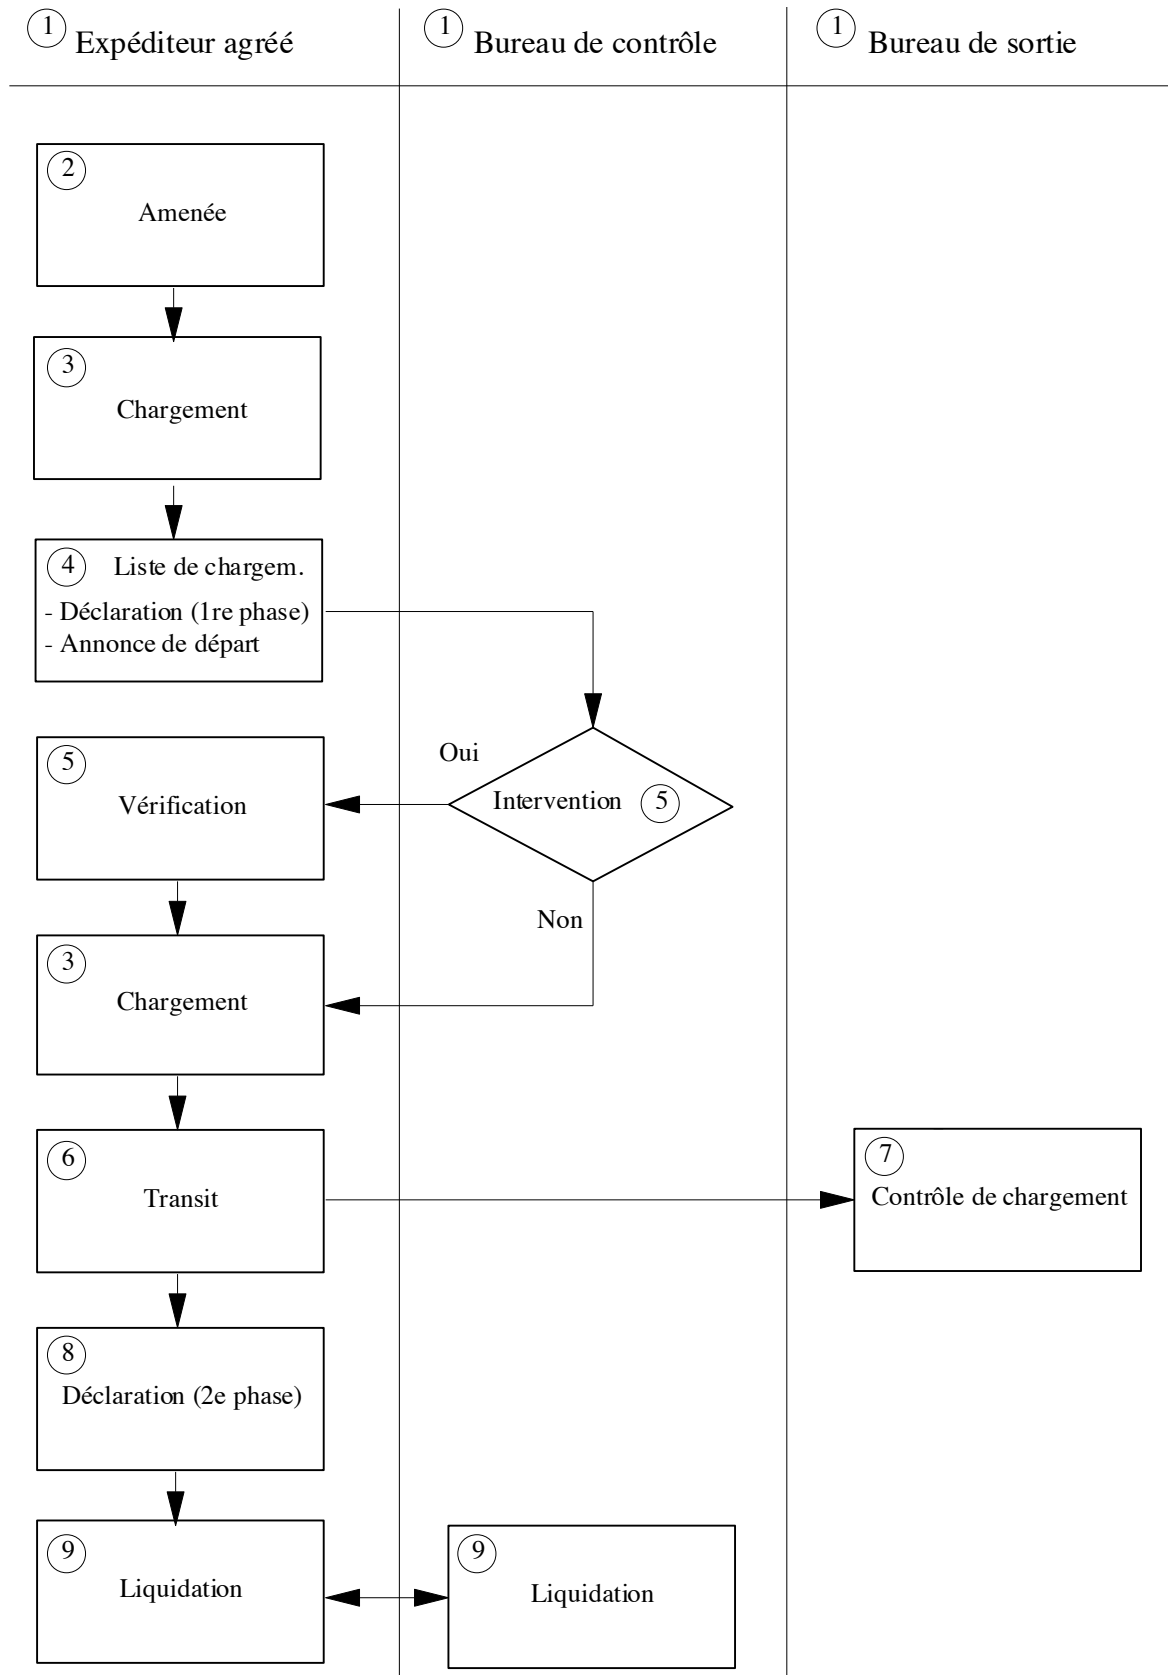 1 Expéditeur agréé
1 Bureau de contrôle
1 Bureau de sortie
2
Amenée
3
Chargement
4 Liste de chargem.
- Déclaration (1re phase)
- Annonce de départ
Oui
Intervention 5
5
Vérification
Non
3
Chargement
6
Transit
7
Contrôle de chargement
8
Déclaration (2e phase)
9
Liquidation
9
Liquidation